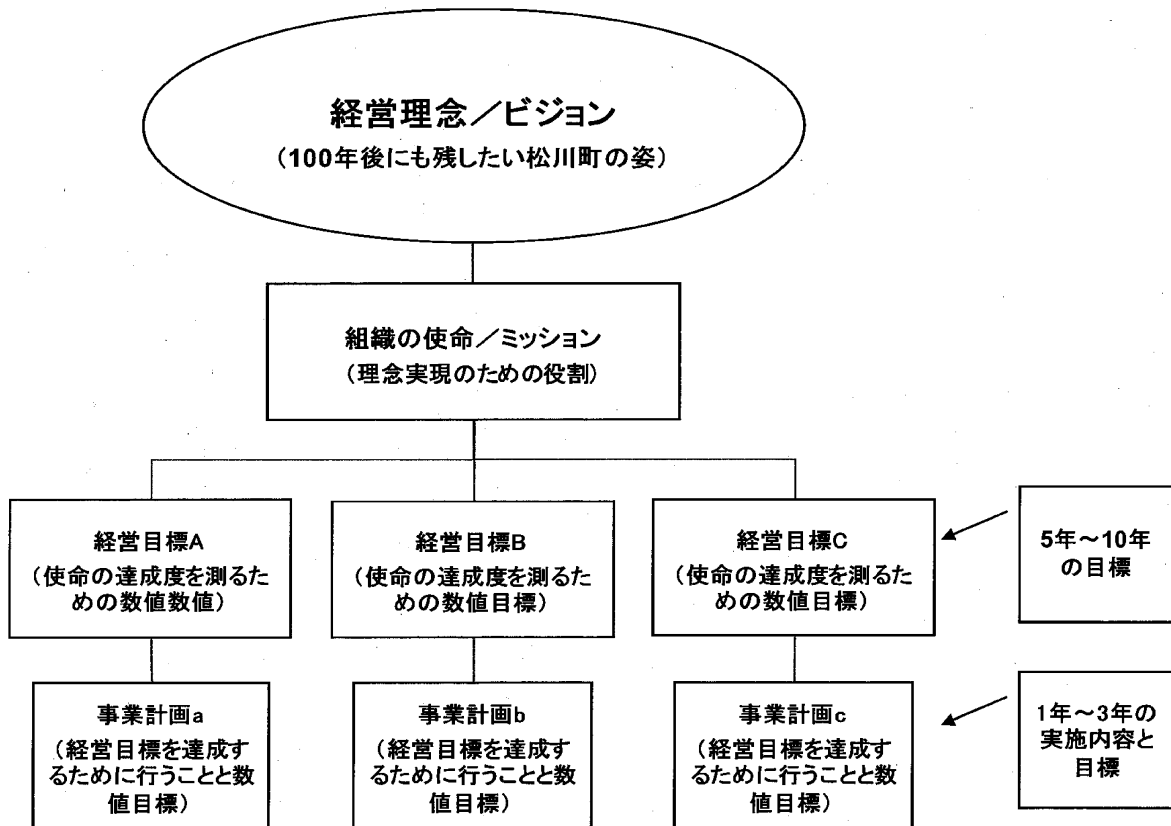 経営理念／ビジョン
（100年後にも残したい松川町の姿）
組織の使命／ミッション
（理念実現のための役割）
経営目標A
（使命の達成度を測るた
めの数値数値）
経営目標B
（使命の達成度を測るた
めの数値目標）
経営目標C
（使命の達成度を測るた
めの数値目標）
5年～10年
の目標
事業計画a
（経営目標を達成す
るために行うことと数
値目標）
事業計画b
（経営目標を達成す
るために行うことと数
値目標）
事業計画c
（経営目標を達成す
るために行うことと数
値目標）
1年～3年の
実施内容と
目標